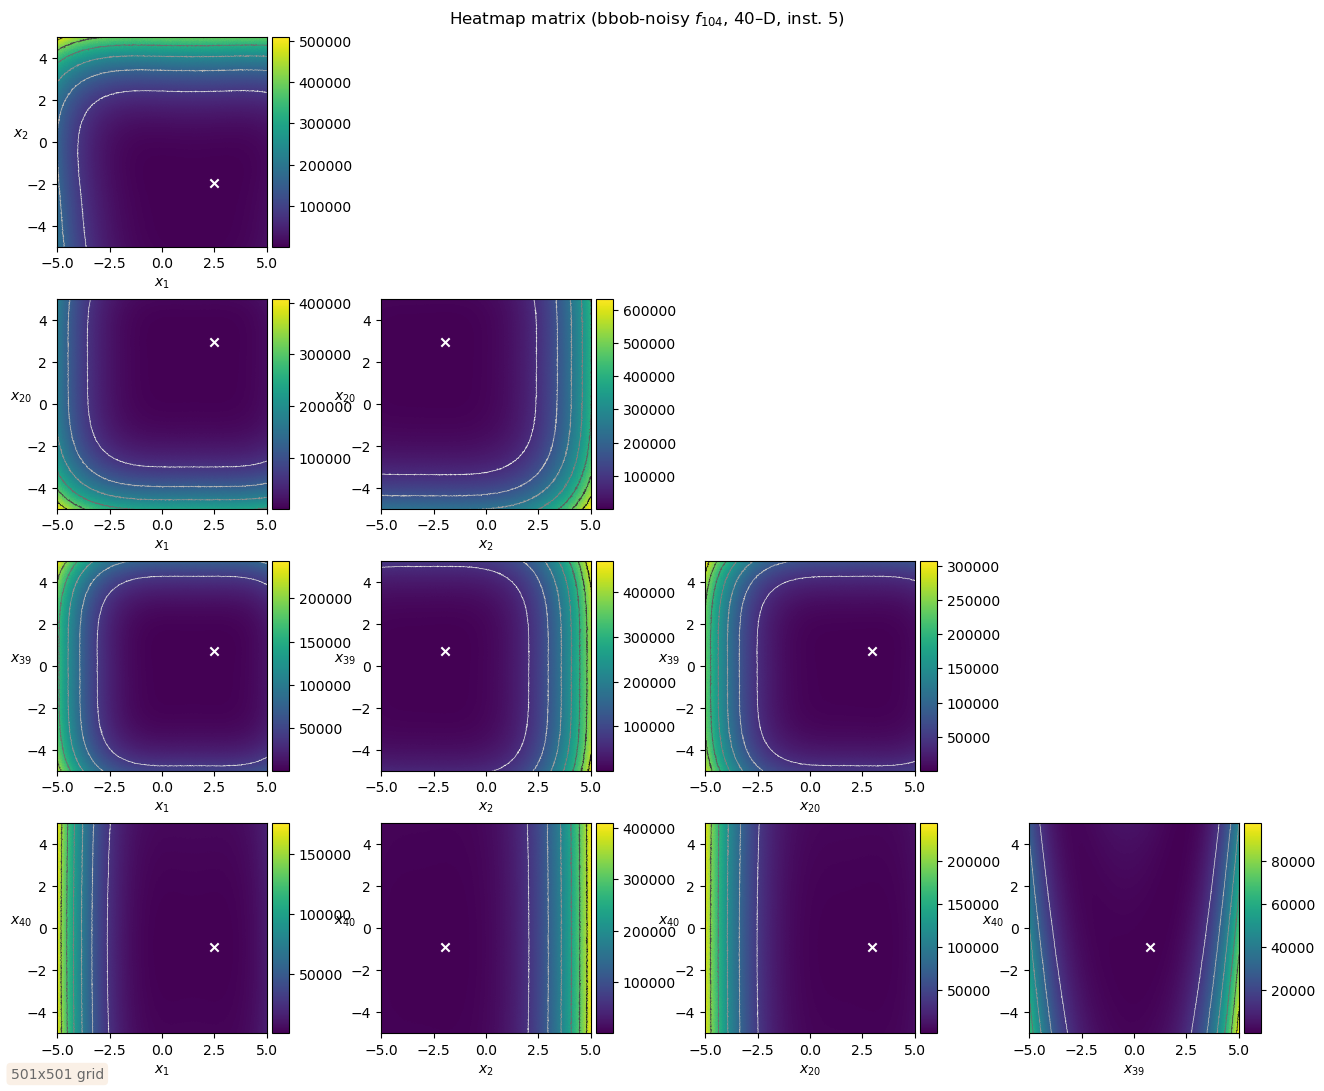 Heatmap matrix (bbob-noisy f104, 40–D, inst. 5)
4 2 0 −2 −4
x2
−5.0 −2.5 0.0 2.5 5.0
x1
500000 400000 300000 200000 100000
4 2 0 −2 −4
x20
−5.0 −2.5 0.0 2.5 5.0
x1
400000 300000 200000 100000
4 2 0 −2 −4
x20
−5.0 −2.5 0.0 2.5 5.0
x2
600000 500000 400000 300000 200000 100000
4 2 0 −2 −4
x39
−5.0 −2.5 0.0 2.5 5.0
x1
200000 150000 100000 50000
4 2 0 −2 −4
x39
−5.0 −2.5 0.0 2.5 5.0
x2
400000 300000 200000 100000
4 2 0 −2 −4
x39
−5.0 −2.5 0.0 2.5 5.0
x20
300000 250000 200000 150000 100000 50000
4 2 0 −2 −4
x40
−5.0 −2.5 0.0 2.5 5.0
x1
150000 100000 50000
4 2 0 −2 −4
x40
−5.0 −2.5 0.0 2.5 5.0
x2
400000 300000 200000 100000
4 2 0 −2 −4
x40
−5.0 −2.5 0.0 2.5 5.0
x20
200000 150000 100000 50000
4 2 0 −2 −4
x40
−5.0 −2.5 0.0 2.5 5.0
x39
80000 60000 40000 20000
501x501 grid